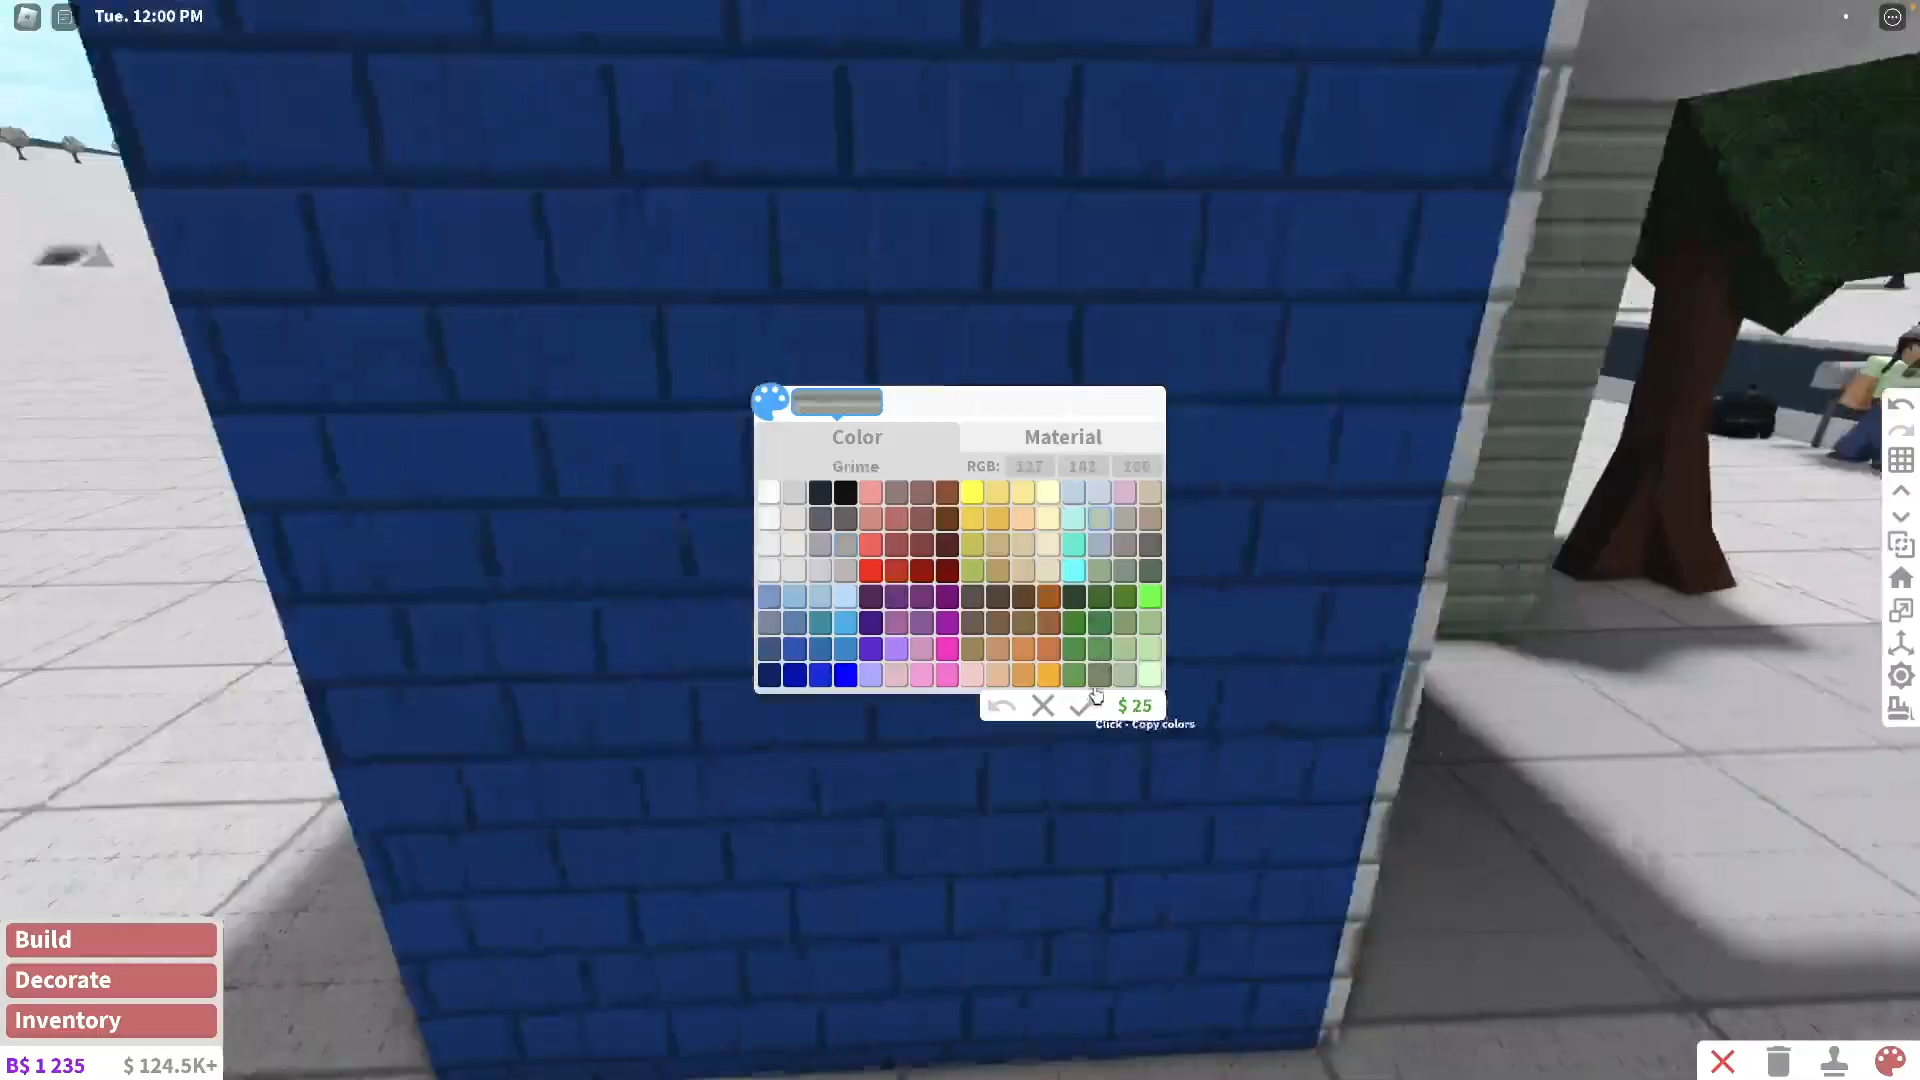 Tue. 12:00 PM
Color
Material
Grime
RGB:
$ 25
Click - Copy colors
Build
Decorate
Inventory
B$ 1 235
$ 124.5K+